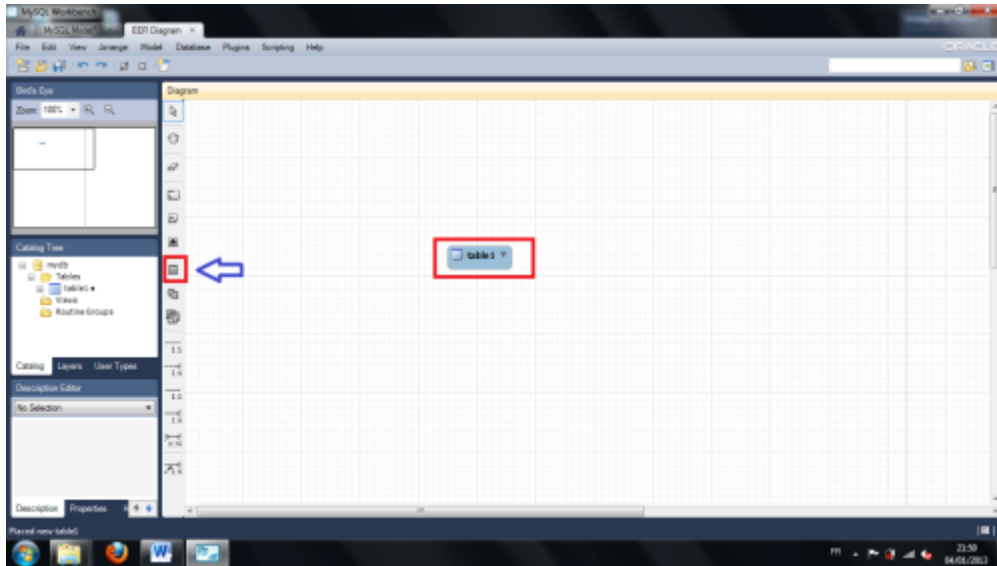 MySQL Workbench
MySQL Model* EER Diagram ×
File Edit View Arrange Model Database Plugins Scripting Help
Bird's Eye
Diagram
Zoom: 100%
Catalog Tree
mydb
Tables
table1
Views
Routine Groups
table1
Catalog Layers User Types
Description Editor
No Selection
Description Properties
Placed new table1
21:59
04/01/2013